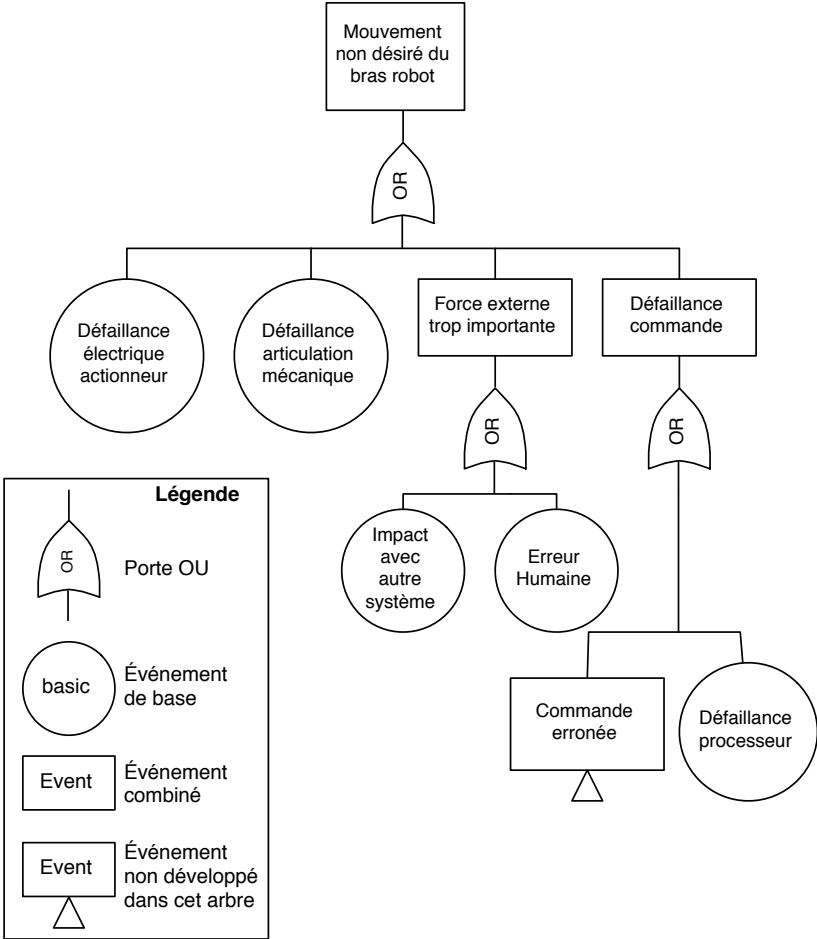 Mouvement
non désiré du
bras robot
OR
Défaillance
électrique
actionneur
Défaillance
articulation
mécanique
Force externe
trop importante
Défaillance
commande
OR
OR
Impact
avec
autre
système
Erreur
Humaine
Commande
erronée
Défaillance
processeur
Légende
OR
Porte OU
basic
Événement
de base
Event
Événement
combiné
Event
Événement
non développé
dans cet arbre